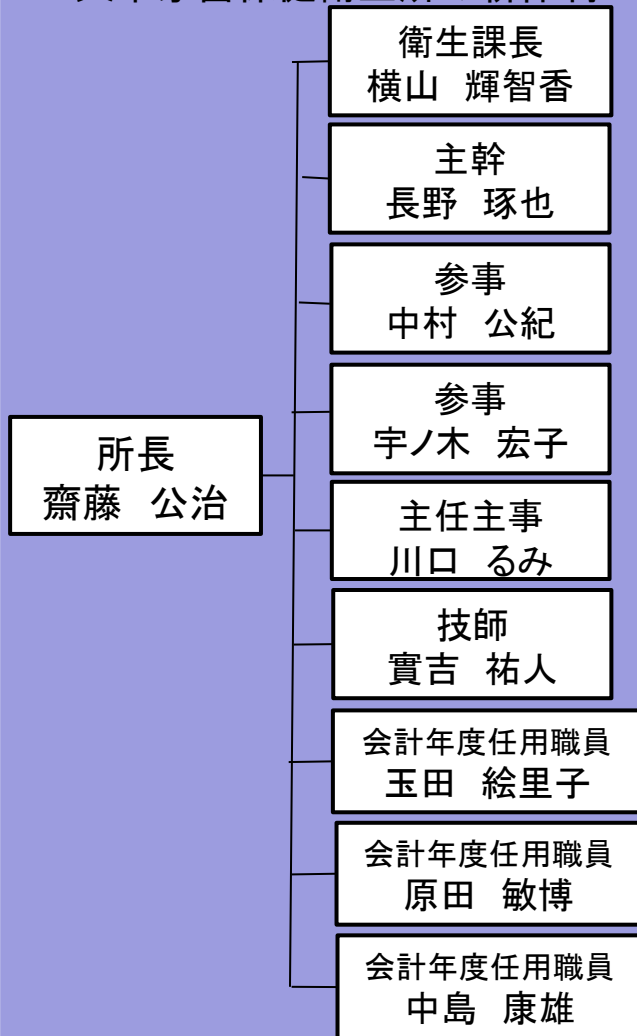 衛生課長
横山 輝智香
主幹
長野 琢也
参事
中村 公紀
参事
宇ノ木 宏子
所長
齋藤 公治
主任主事
川口 るみ
技師
實吉 祐人
会計年度任用職員
玉田 絵里子
会計年度任用職員
原田 敏博
会計年度任用職員
中島 康雄